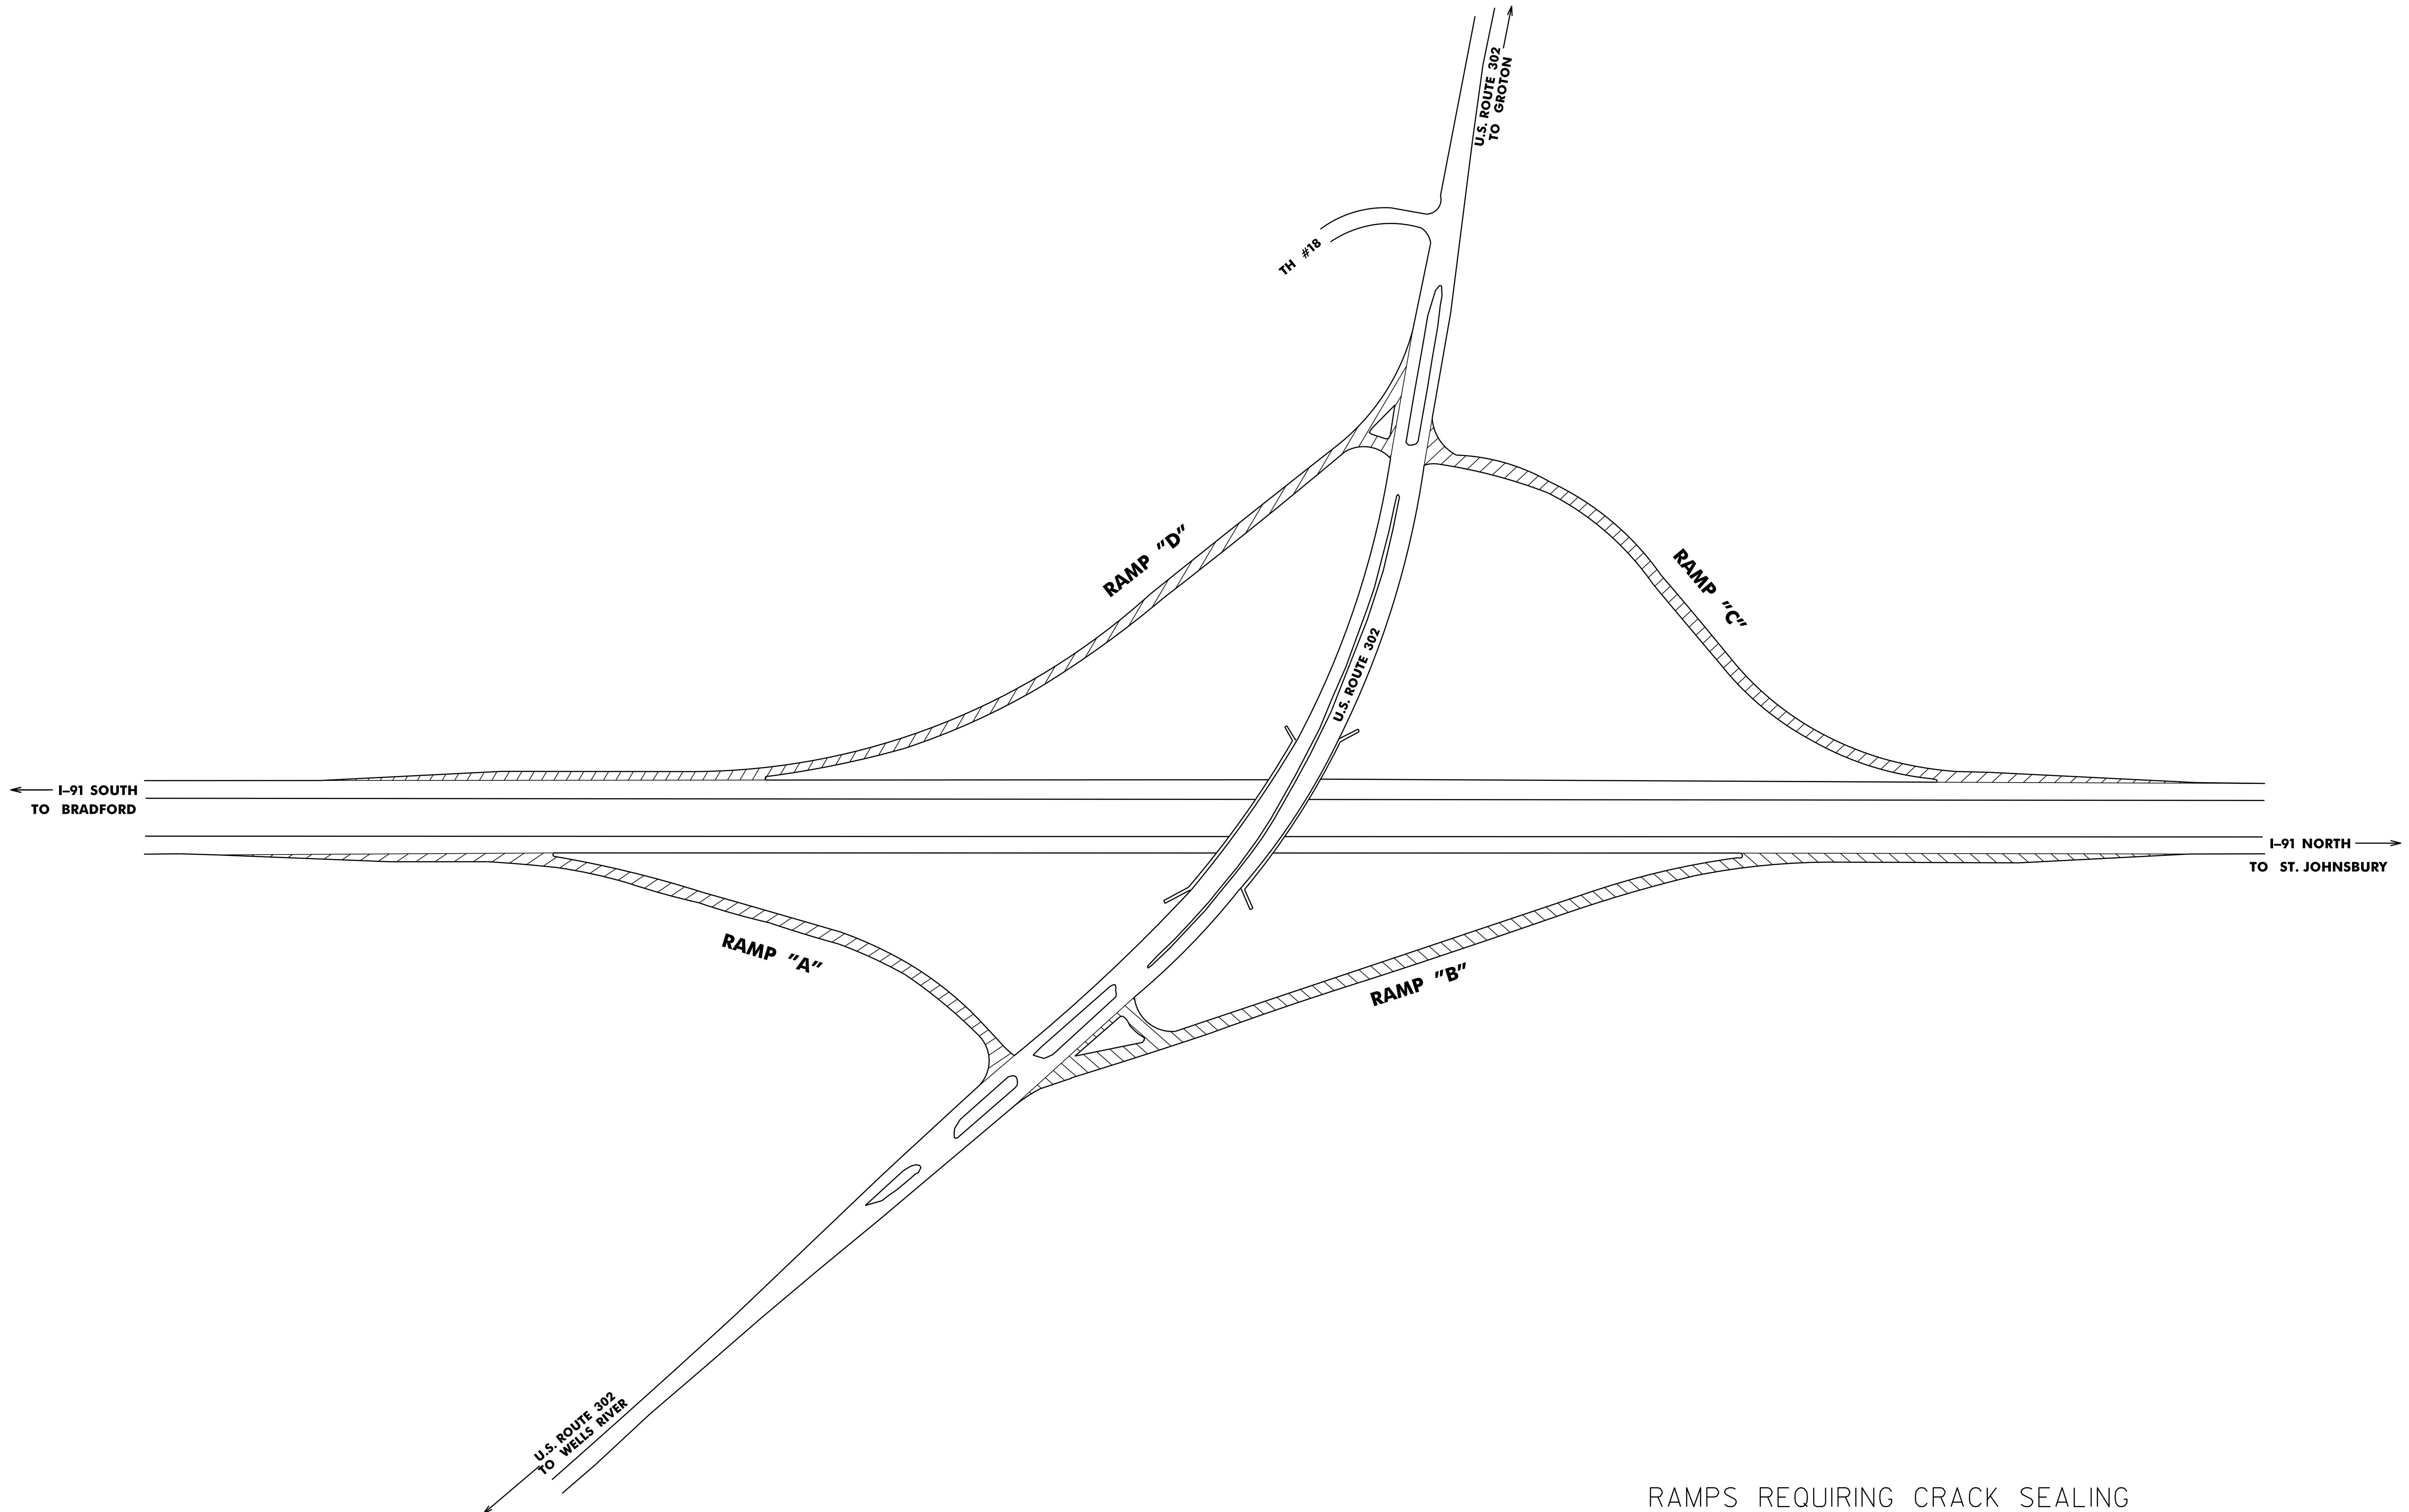 U.S. ROUTE 302
TO GROTON
TH #18
RAMP "D"
RAMP "C"
U.S. ROUTE 302
I–91 SOUTH
TO BRADFORD
I–91 NORTH
TO ST. JOHNSBURY
RAMP "A"
RAMP "B"
U.S. ROUTE 302
TO WELLS RIVER
RAMPS REQUIRING CRACK SEALING